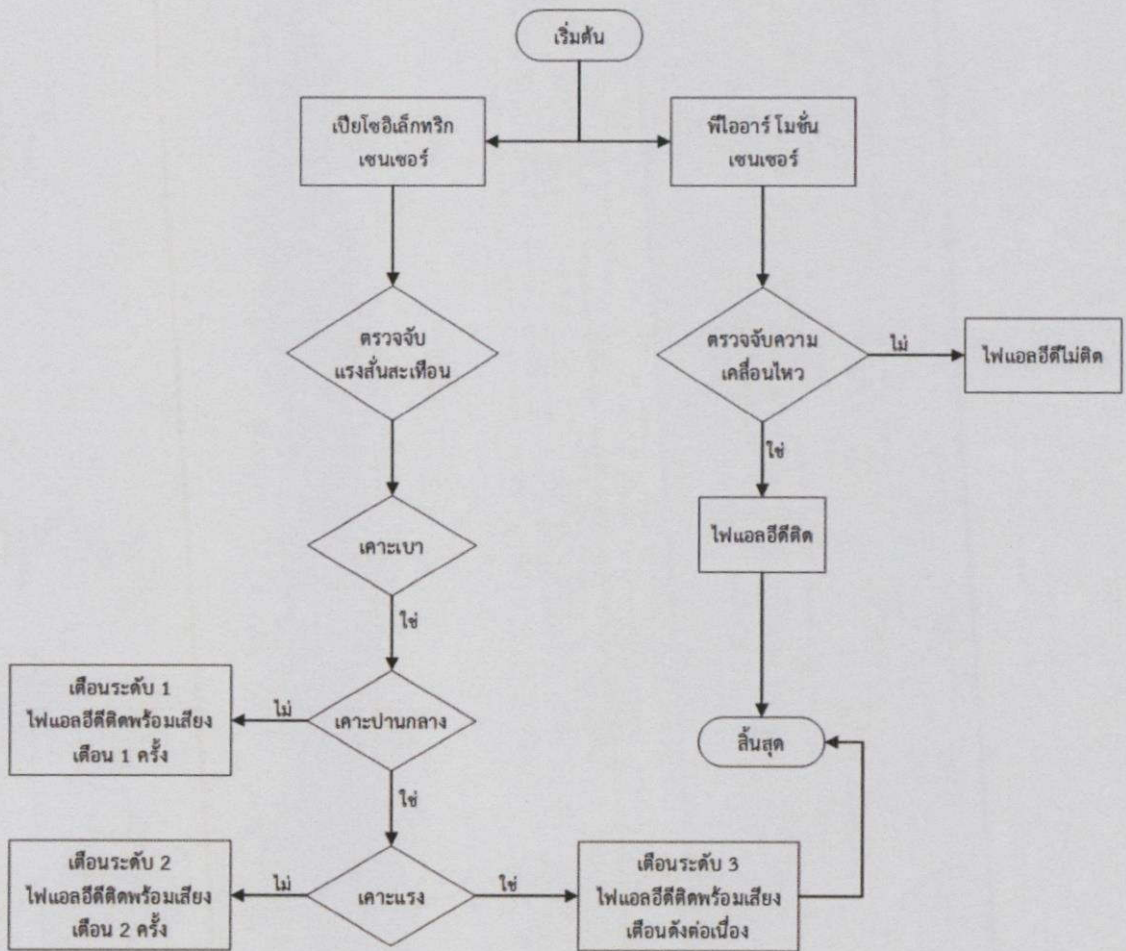 เริ่มต้น
เปียโซอิเล็กทริก
เซนเซอร์
พีไออาร์ โมชั่น
เซนเซอร์
ตรวจจับ
แรงสั่นสะเทือน
ตรวจจับความ
เคลื่อนไหว
ไม่
ไฟแอลอีดีไม่ติด
ใช่
ไฟแอลอีดีติด
เคาะเบา
ใช่
เตือนระดับ 1
ไฟแอลอีดีติดพร้อมเสียง
เตือน 1 ครั้ง
ไม่
เคาะปานกลาง
สิ้นสุด
ใช่
เตือนระดับ 2
ไฟแอลอีดีติดพร้อมเสียง
เตือน 2 ครั้ง
ไม่
เคาะแรง
ใช่
เตือนระดับ 3
ไฟแอลอีดีติดพร้อมเสียง
เตือนดังต่อเนื่อง